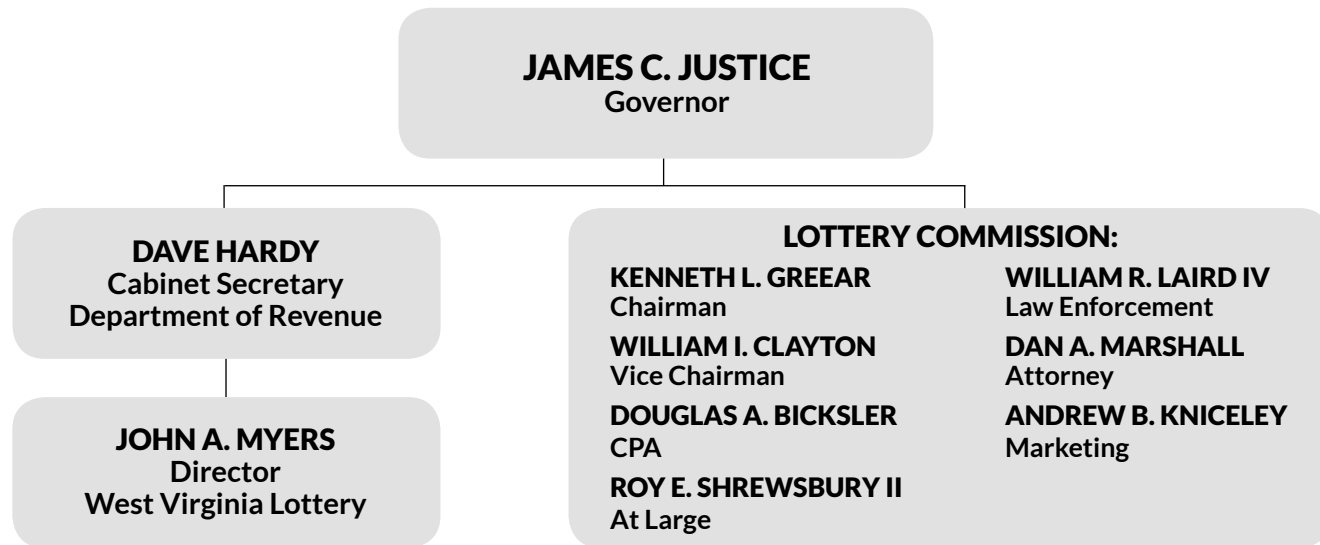 JAMES C. JUSTICE
Governor
DAVE HARDY
Cabinet Secretary
Department of Revenue
JOHN A. MYERS
Director
West Virginia Lottery
LOTTERY COMMISSION:
KENNETH L. GREEAR
Chairman
WILLIAM I. CLAYTON
Vice Chairman
DOUGLAS A. BICKSLER
CPA
ROY E. SHREWSBURY II
At Large
WILLIAM R. LAIRD IV
Law Enforcement
DAN A. MARSHALL
Attorney
ANDREW B. KNICELEY
Marketing